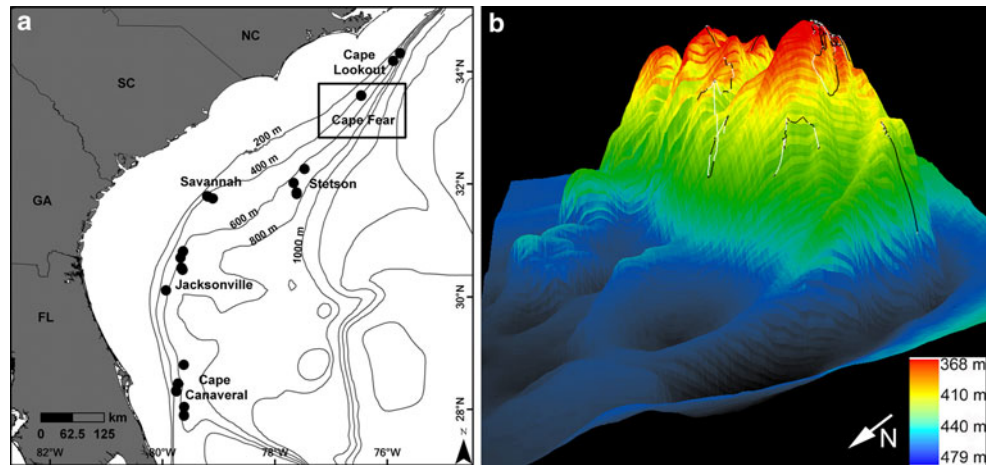 a
NC
SC
GA
FL
Cape
Lookout
Cape Fear
200 m
400 m
600 m
800 m
1000 m
Savannah
Stetson
Jacksonville
Cape
Canaveral
34°N
32°N
30°N
28°N
82°W
80°W
78°W
76°W
km
0 62.5 125
N
b
368 m
410 m
440 m
479 m
N